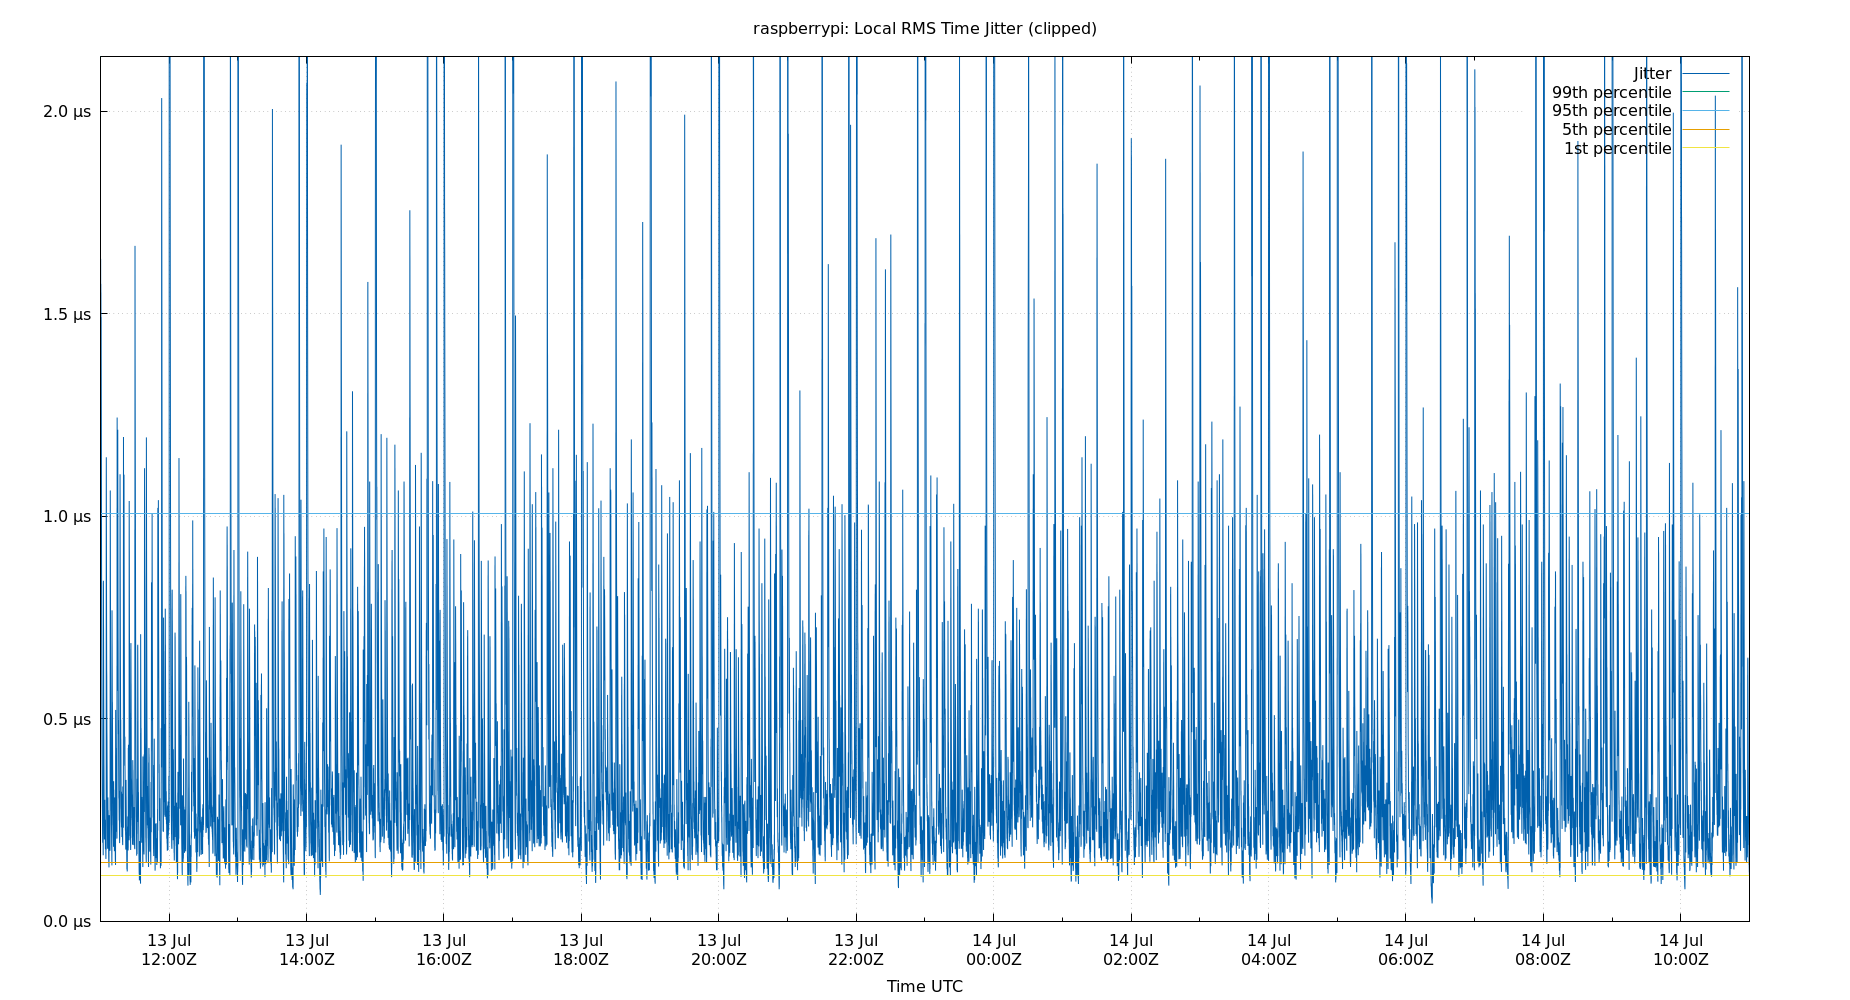 raspberrypi: Local RMS Time Jitter (clipped)
Jitter
99th percentile
95th percentile
5th percentile
1st percentile
2.0 μs
1.5 μs
1.0 μs
0.5 μs
0.0 μs
13 Jul 13 Jul 13 Jul 13 Jul 13 Jul 13 Jul 14 Jul 14 Jul 14 Jul 14 Jul 14 Jul 14 Jul
12:00Z 14:00Z 16:00Z 18:00Z 20:00Z 22:00Z 00:00Z 02:00Z 04:00Z 06:00Z 08:00Z 10:00Z
Time UTC